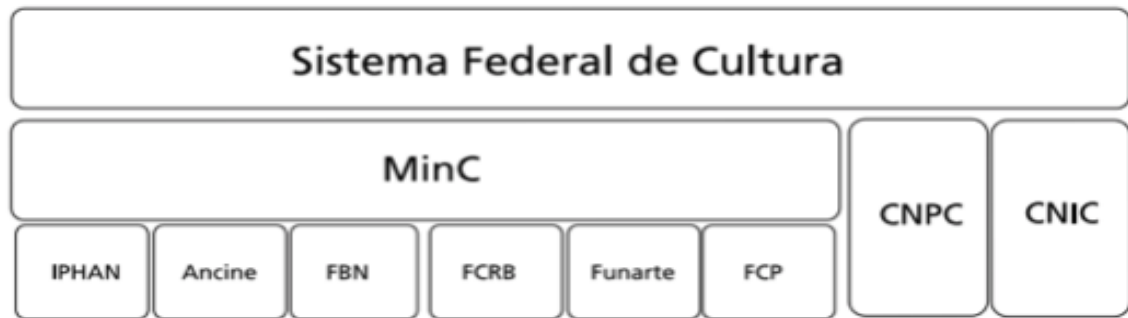 Sistema Federal de Cultura
MinC
CNPC
CNIC
IPHAN
Ancine
FBN
FCRB
Funarte
FCP